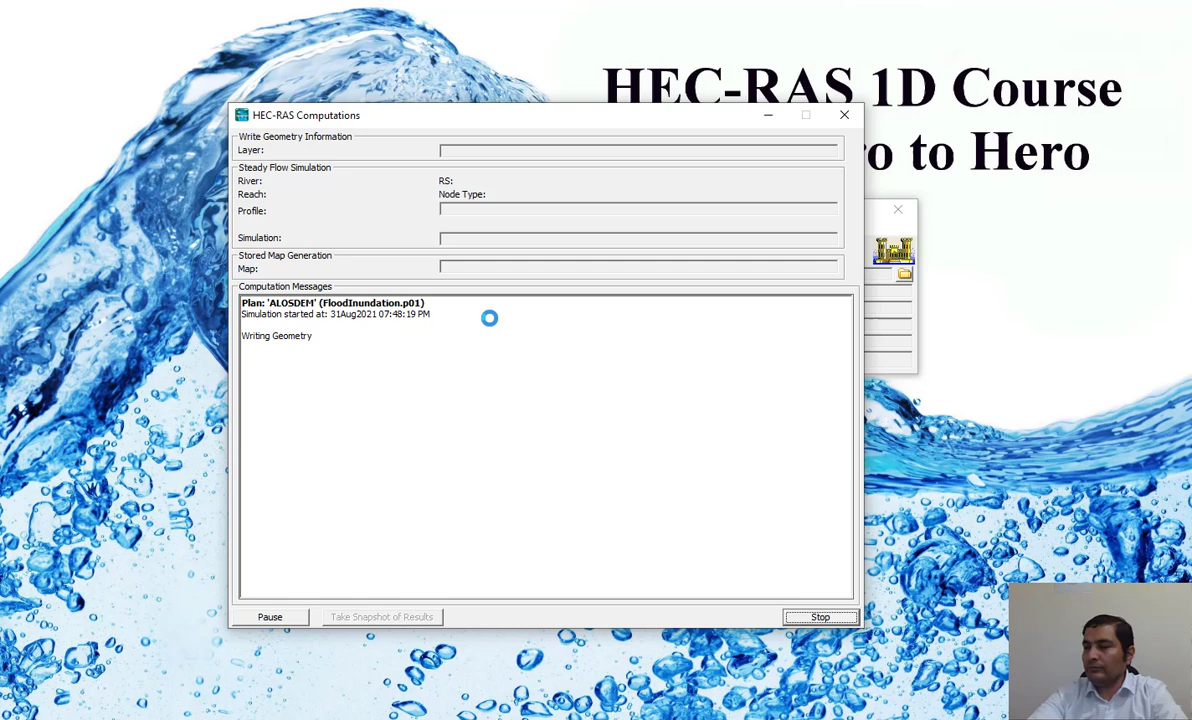 HEC-RAS 1D Course
o to Hero
HEC-RAS Computations
Write Geometry Information
Layer:
Steady Flow Simulation
River:
RS:
Reach:
Node Type:
Profile:
Simulation:
Stored Map Generation
Map:
Computation Messages
Plan: 'ALOSDEM' (FloodInundation.p01)
Simulation started at: 31Aug2021 07:48:19 PM
Writing Geometry
Pause
Take Snapshot of Results
Stop